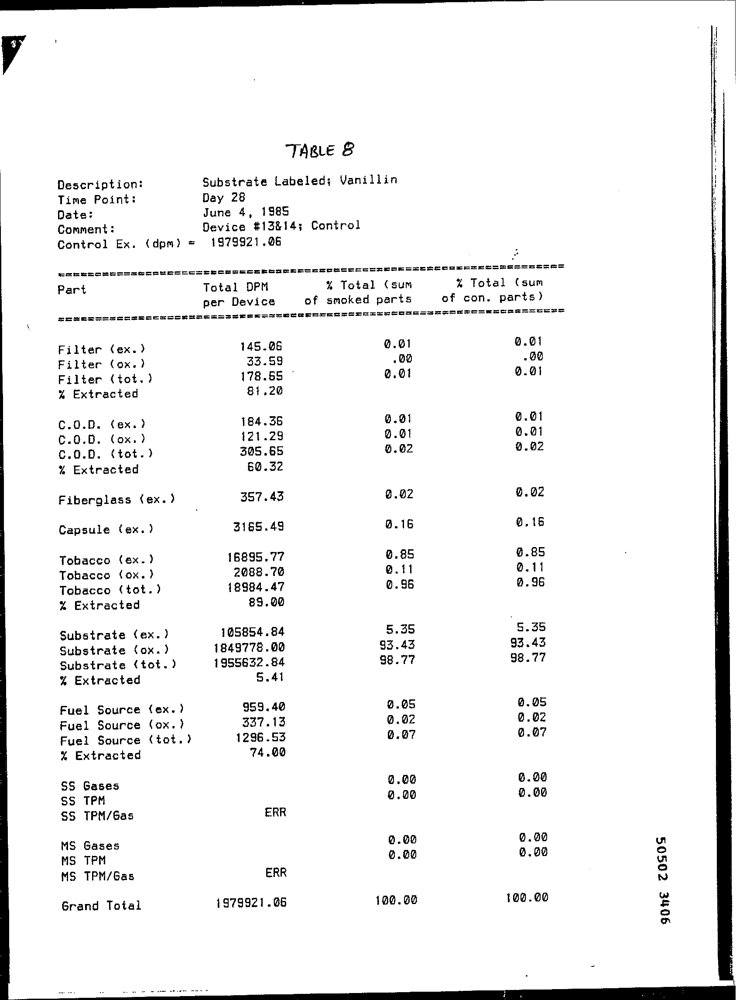 TABLE 8
Description: Substrate Labeled; Vanillin
Time Point: Day 28
Date: June 4, 1985
Comment: Device #13&14; Control
Control Ex. (dpm) = 1979921.06
Part Total DPM % Total (sum % Total (sum
per Device of smoked parts of con. parts)
Filter (ex.) 145.06 0.01 0.01
Filter (ox.) 33.59 .00 .00
Filter (tot.) 178.65 0.01 0.01
% Extracted 81.20
C.O.D. (ex.) 184.36 0.01 0.01
C.O.D. (ox.) 121.29 0.01 0.01
C.O.D. (tot.) 305.65 0.02 0.02
% Extracted 60.32
Fiberglass (ex.) 357.43 0.02 0.02
Capsule (ex.) 3165.49 0.16 0.16
Tobacco (ex.) 16895.77 0.85 0.85
Tobacco (ox.) 2088.70 0.11 0.11
Tobacco (tot.) 18984.47 0.96 0.96
% Extracted 89.00
Substrate (ex.) 105854.84 5.35 5.35
Substrate (ox.) 1849778.00 93.43 93.43
Substrate (tot.) 1955632.84 98.77 98.77
% Extracted 5.41
Fuel Source (ex.) 959.40 0.05 0.05
Fuel Source (ox.) 337.13 0.02 0.02
Fuel Source (tot.) 1296.53 0.07 0.07
% Extracted 74.00
SS Gases 0.00 0.00
SS TPM 0.00 0.00
SS TPM/Gas ERR
MS Gases 0.00 0.00
MS TPM 0.00 0.00
MS TPM/Gas ERR
Grand Total 1979921.06 100.00 100.00
50502 3406